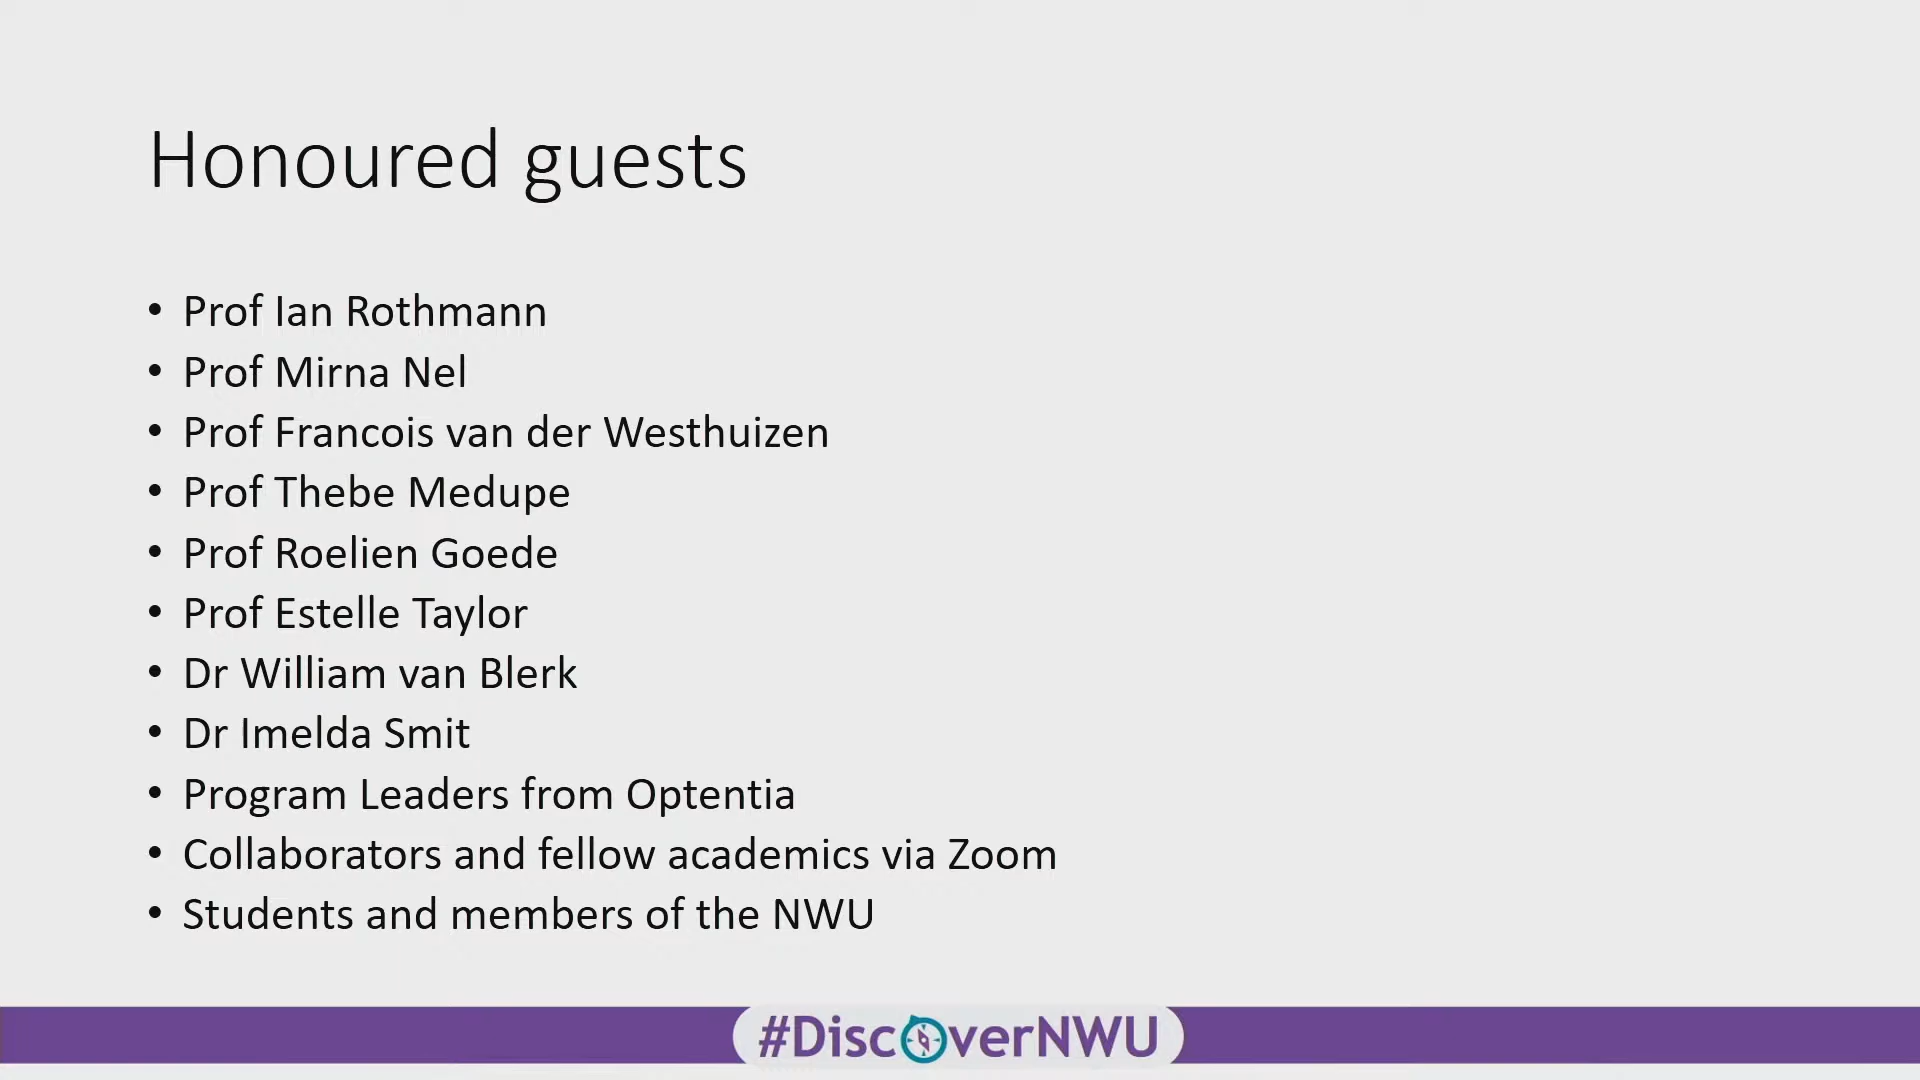 Honoured guests
• Prof Ian Rothmann
• Prof Mirna Nel
• Prof Francois van der Westhuizen
• Prof Thebe Medupe
• Prof Roelien Goede
• Prof Estelle Taylor
• Dr William van Blerk
• Dr Imelda Smit
• Program Leaders from Optentia
• Collaborators and fellow academics via Zoom
• Students and members of the NWU
#DiscoverNWU